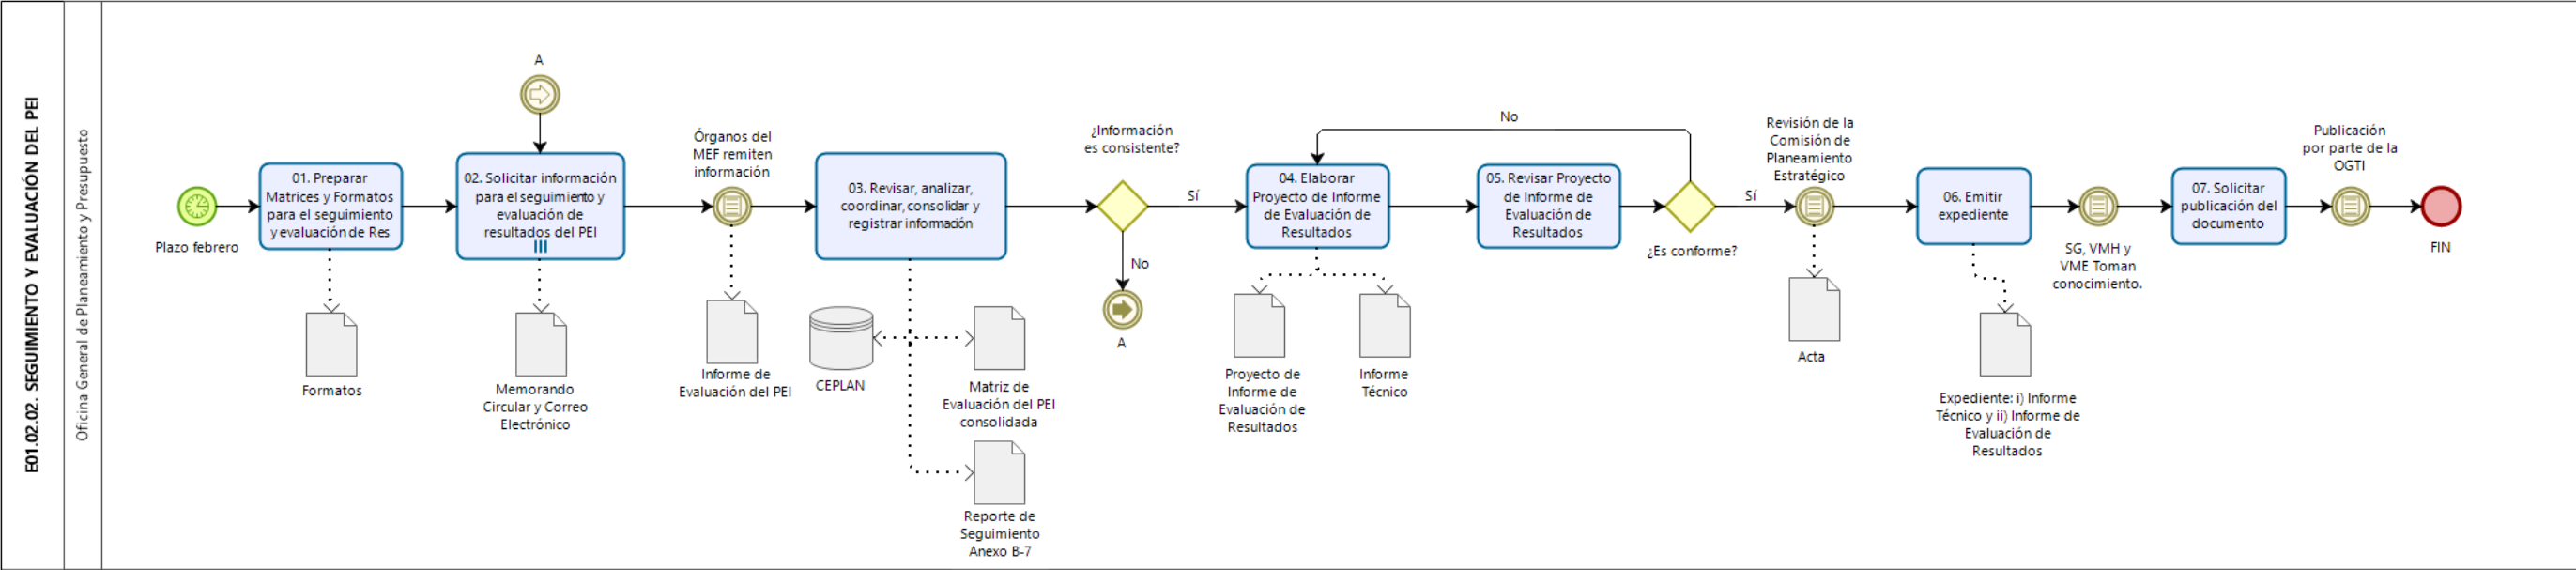 E01.02.02. SEGUIMIENTO Y EVALUACIÓN DEL PEI
Oficina General de Planeamiento y Presupuesto
Plazo febrero
01. Preparar
Matrices y Formatos
para el seguimiento
y evaluación de Res
Formatos
A
02. Solicitar información
para el seguimiento y
evaluación de
resultados del PEI
Memorando
Circular y Correo
Electrónico
Órganos del
MEF remiten
información
Informe de
Evaluación del PEI
03. Revisar, analizar,
coordinar, consolidar y
registrar información
CEPLAN
Matriz de
Evaluación del PEI
consolidada
Reporte de
Seguimiento
Anexo B-7
¿Información
es consistente?
Sí
No
A
04. Elaborar
Proyecto de Informe
de Evaluación de
Resultados
Proyecto de
Informe de
Evaluación de
Resultados
Informe
Técnico
No
05. Revisar Proyecto
de Informe de
Evaluación de
Resultados
¿Es conforme?
Sí
Revisión de la
Comisión de
Planeamiento
Estratégico
Acta
06. Emitir
expediente
Expediente: i) Informe
Técnico y ii) Informe de
Evaluación de
Resultados
SG, VMH y
VME Toman
conocimiento.
07. Solicitar
publicación del
documento
Publicación
por parte de la
OGTI
FIN